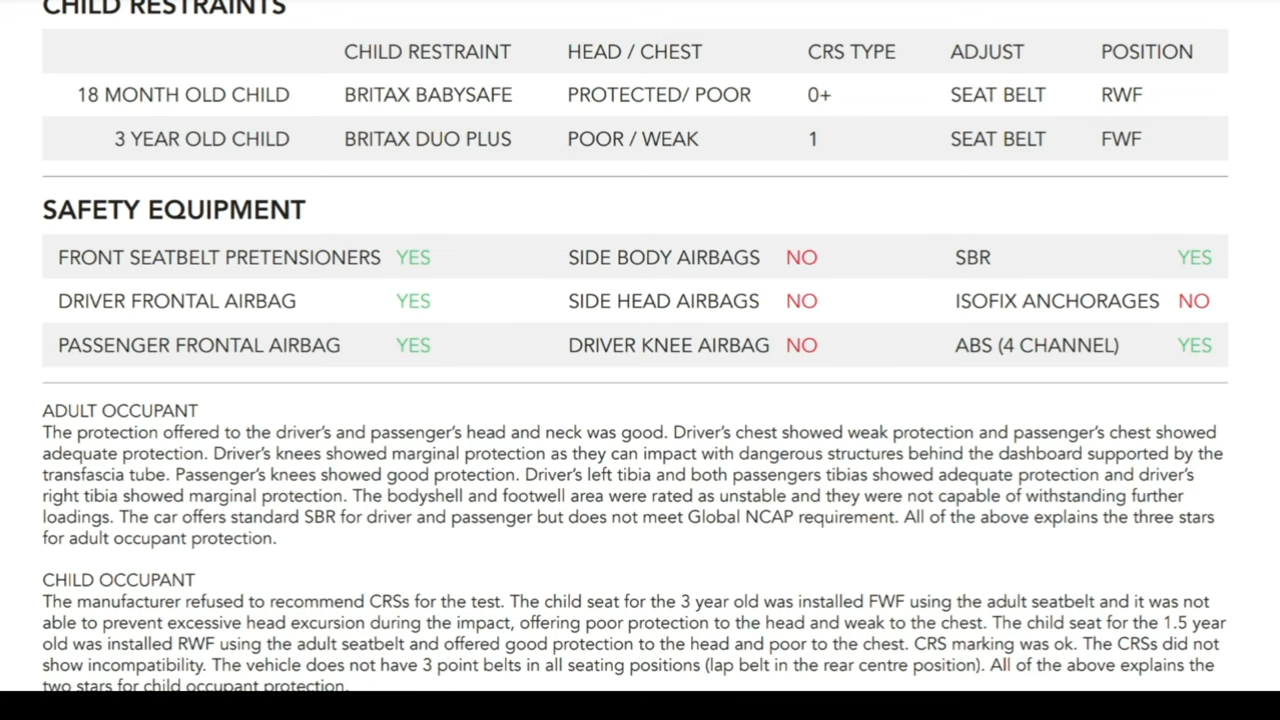 CHILD RESTRAINTS
CHILD RESTRAINT HEAD / CHEST CRS TYPE ADJUST POSITION
18 MONTH OLD CHILD BRITAX BABYSAFE PROTECTED/ POOR 0+ SEAT BELT RWF
3 YEAR OLD CHILD BRITAX DUO PLUS POOR / WEAK 1 SEAT BELT FWF
SAFETY EQUIPMENT
FRONT SEATBELT PRETENSIONERS YES SIDE BODY AIRBAGS NO SBR YES
DRIVER FRONTAL AIRBAG YES SIDE HEAD AIRBAGS NO ISOFIX ANCHORAGES NO
PASSENGER FRONTAL AIRBAG YES DRIVER KNEE AIRBAG NO ABS (4 CHANNEL) YES
ADULT OCCUPANT
The protection offered to the driver's and passenger's head and neck was good. Driver's chest showed weak protection and passenger's chest showed
adequate protection. Driver's knees showed marginal protection as they can impact with dangerous structures behind the dashboard supported by the
transfascia tube. Passenger's knees showed good protection. Driver's left tibia and both passengers tibias showed adequate protection and driver's
right tibia showed marginal protection. The bodyshell and footwell area were rated as unstable and they were not capable of withstanding further
loadings. The car offers standard SBR for driver and passenger but does not meet Global NCAP requirement. All of the above explains the three stars
for adult occupant protection.
CHILD OCCUPANT
The manufacturer refused to recommend CRSs for the test. The child seat for the 3 year old was installed FWF using the adult seatbelt and it was not
able to prevent excessive head excursion during the impact, offering poor protection to the head and weak to the chest. The child seat for the 1.5 year
old was installed RWF using the adult seatbelt and offered good protection to the head and poor to the chest. CRS marking was ok. The CRSs did not
show incompatibility. The vehicle does not have 3 point belts in all seating positions (lap belt in the rear centre position). All of the above explains the
two stars for child occupant protection.